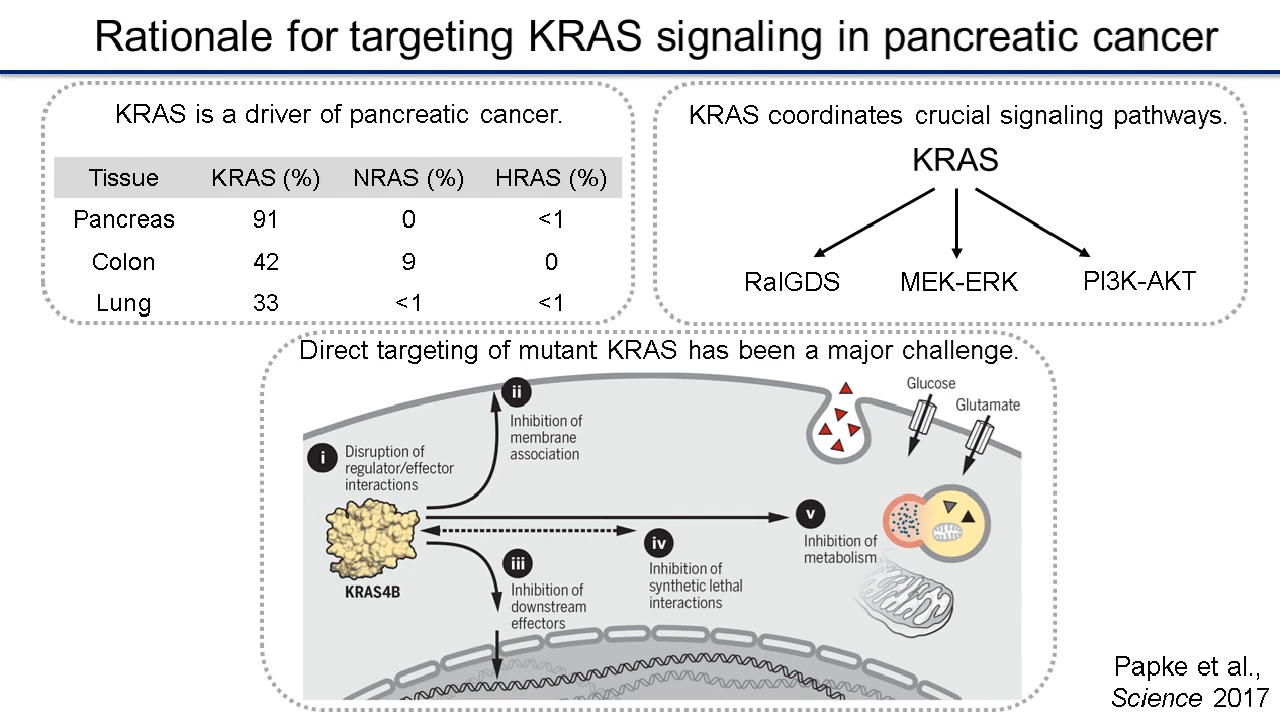 Rationale for targeting KRAS signaling in pancreatic cancer
KRAS is a driver of pancreatic cancer.
Tissue KRAS (%) NRAS (%) HRAS (%)
Pancreas 91 0 <1
Colon 42 9 0
Lung 33 <1 <1
KRAS coordinates crucial signaling pathways.
KRAS
RalGDS MEK-ERK PI3K-AKT
Direct targeting of mutant KRAS has been a major challenge.
i
Disruption of
regulator/effector
interactions
KRAS4B
ii
Inhibition of
membrane
association
iii
Inhibition of
downstream
effectors
iv
Inhibition of
synthetic lethal
interactions
v
Inhibition of
metabolism
Glucose
Glutamate
Papke et al.,
Science 2017